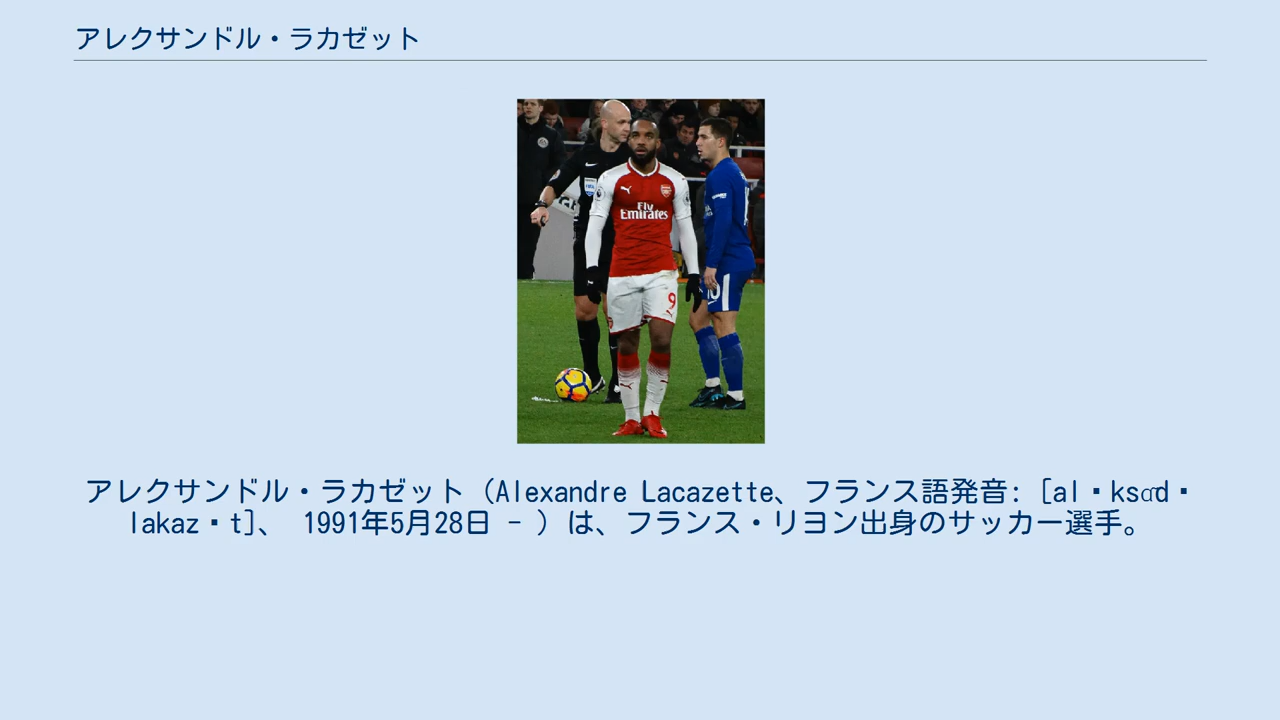 アレクサンドル・ラカゼット
Fly
Emirates
9
10
アレクサンドル・ラカゼット（Alexandre Lacazette、フランス語発音: [al▪ksɑd▪
lakaz▪t]、 1991年5月28日 - ）は、フランス・リヨン出身のサッカー選手。